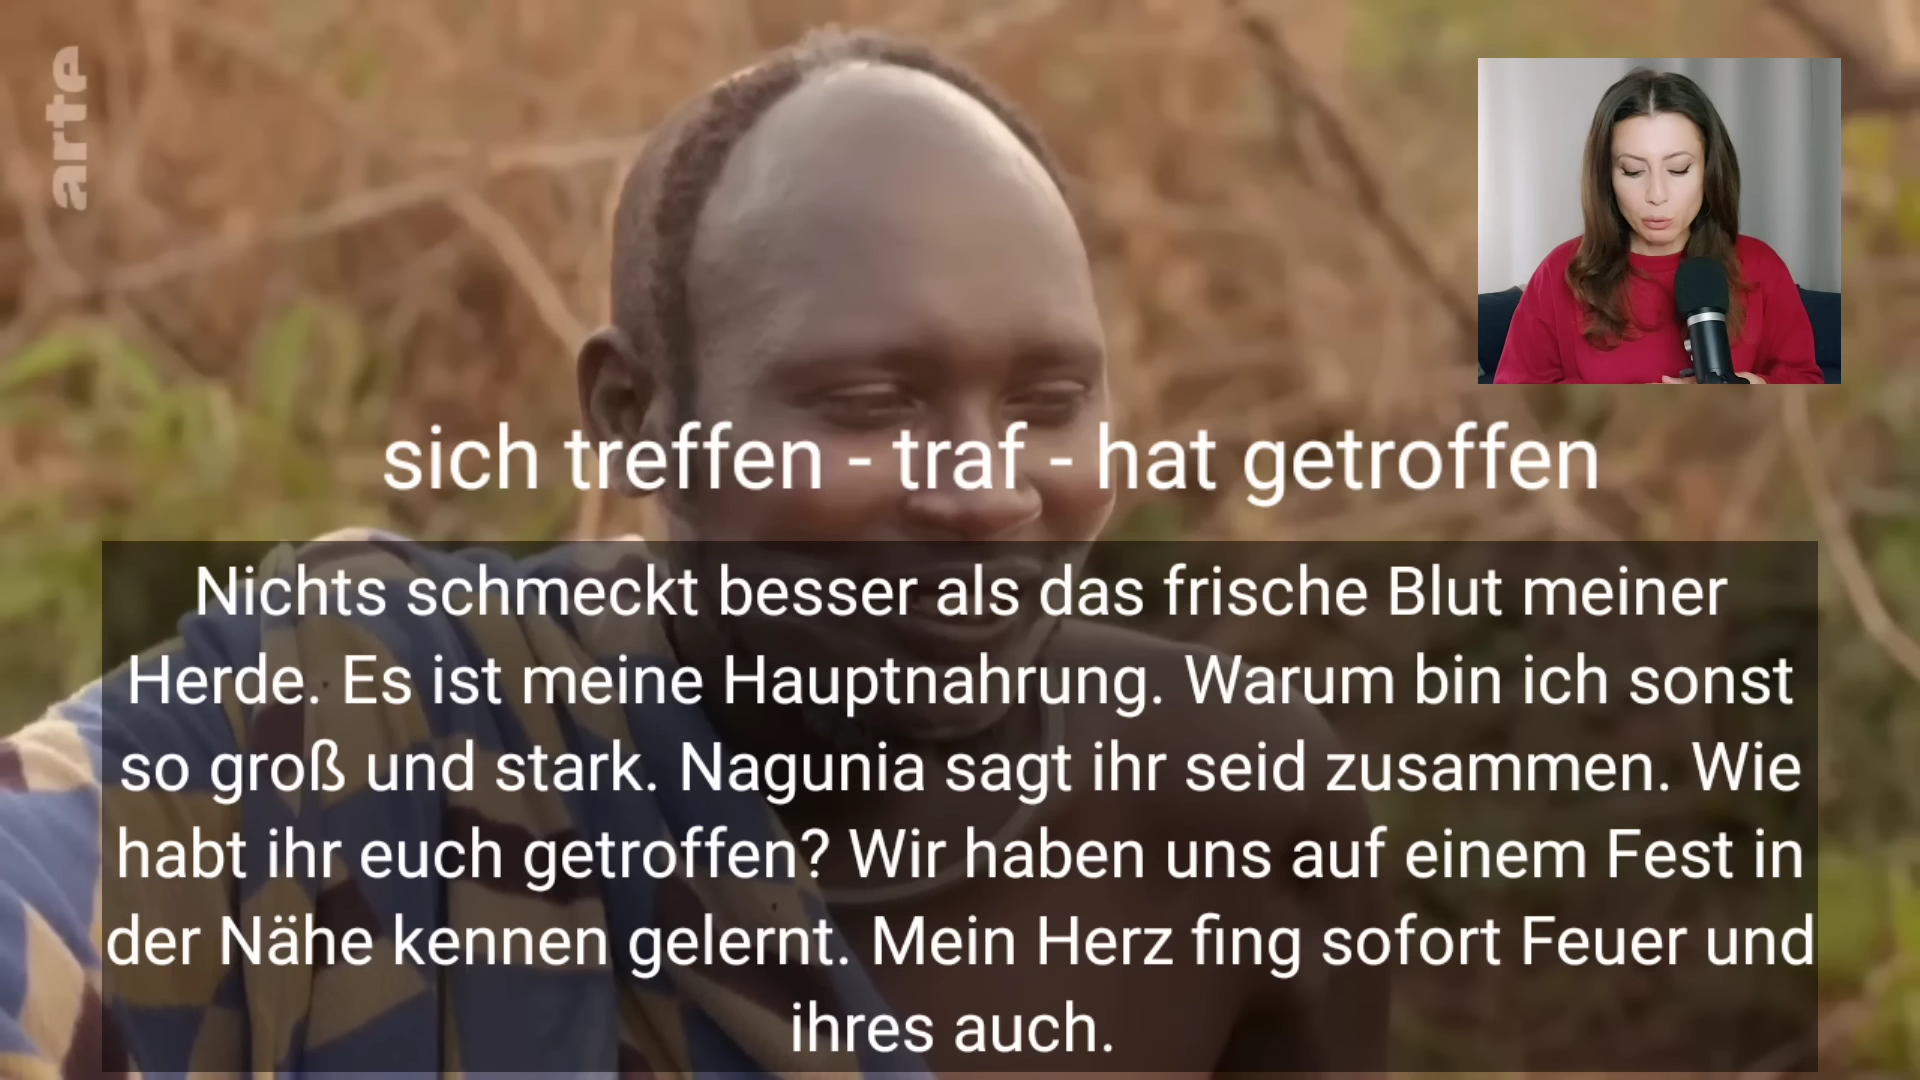 arte
sich treffen - traf - hat getroffen
Nichts schmeckt besser als das frische Blut meiner
Herde. Es ist meine Hauptnahrung. Warum bin ich sonst
so groß und stark. Nagunia sagt ihr seid zusammen. Wie
habt ihr euch getroffen? Wir haben uns auf einem Fest in
der Nähe kennen gelernt. Mein Herz fing sofort Feuer und
ihres auch.